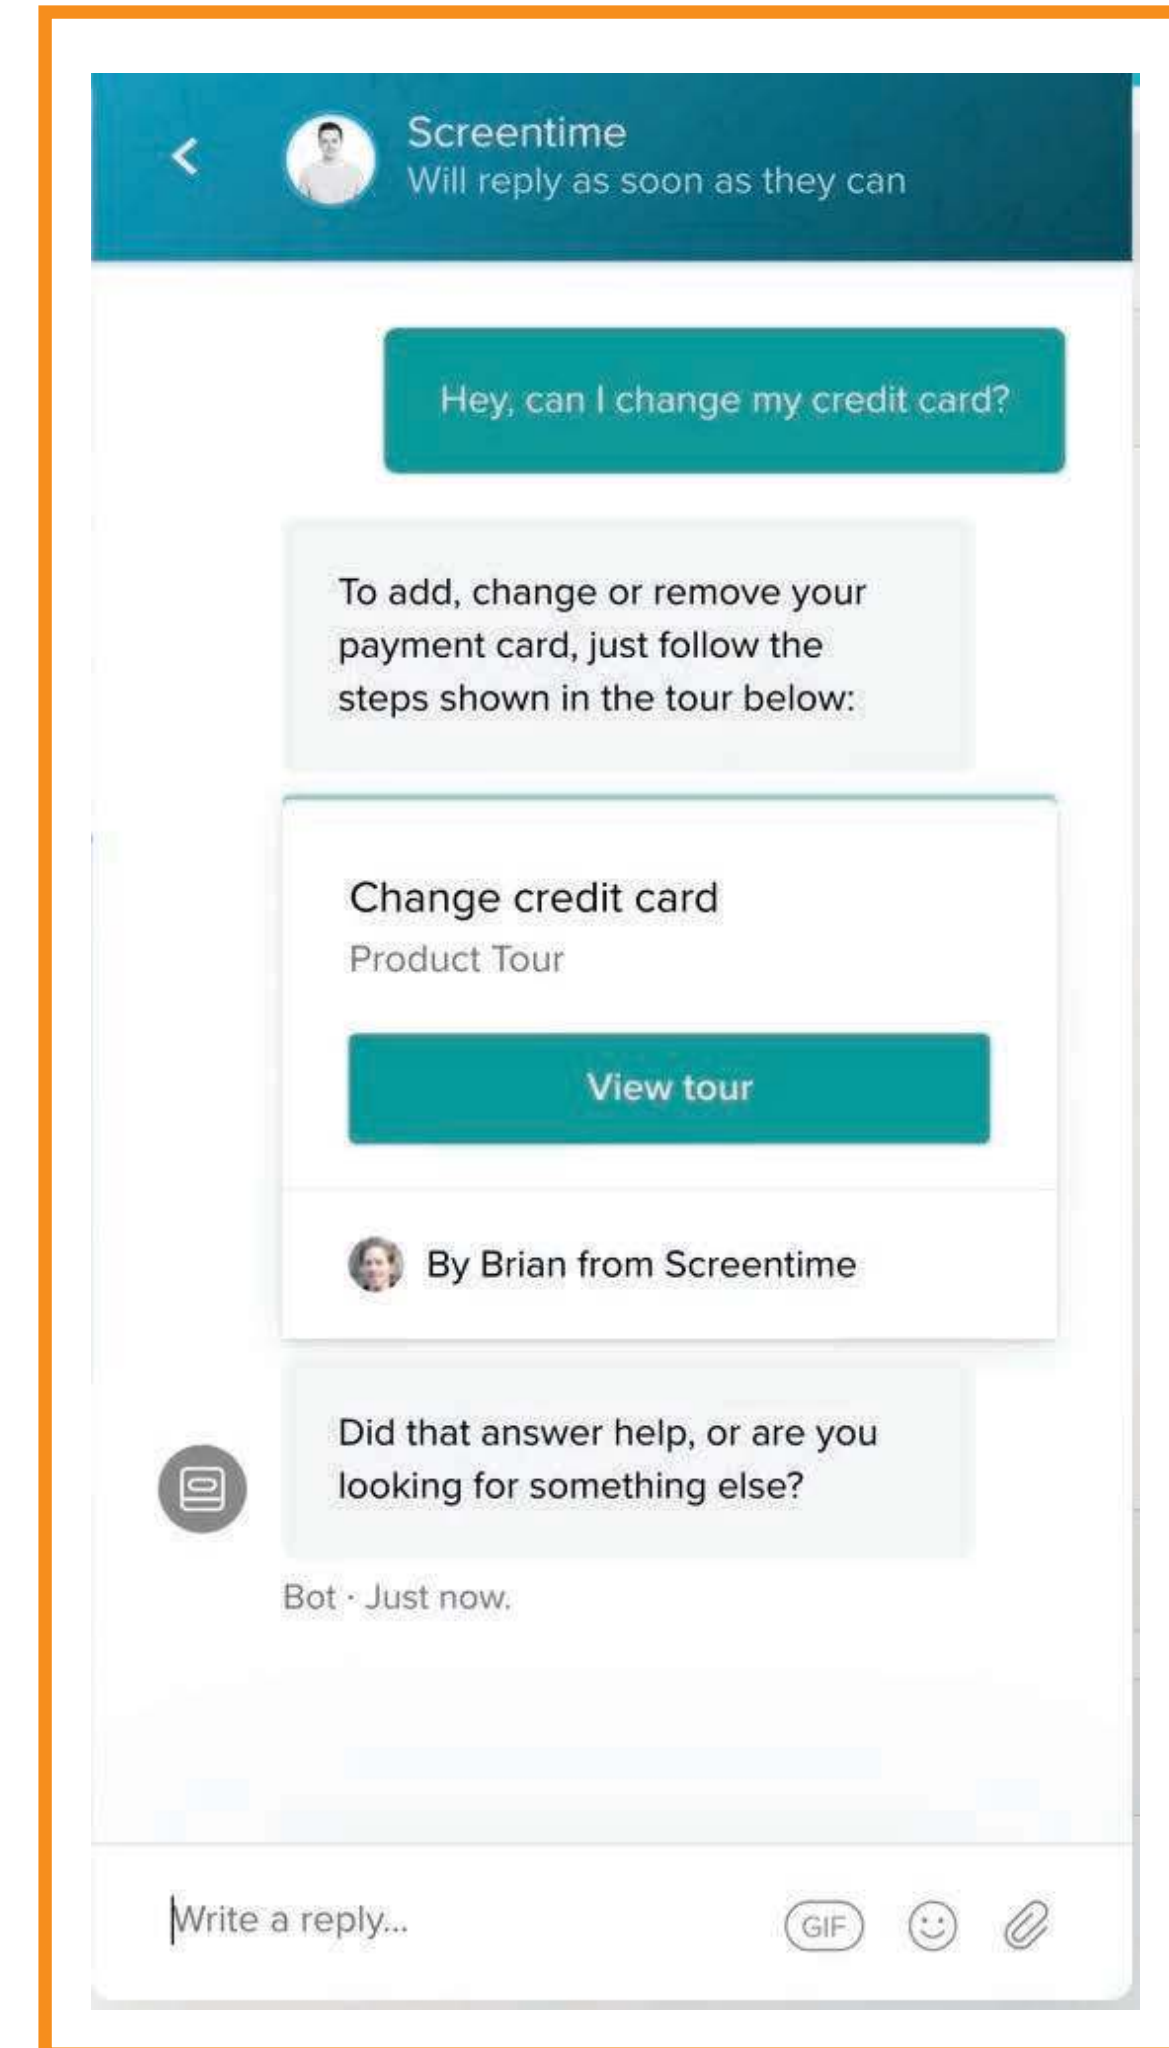 Screentime
Will reply as soon as they can
Hey, can I change my credit card?
To add, change or remove your
payment card, just follow the
steps shown in the tour below:
Change credit card
Product Tour
View tour
By Brian from Screentime
Did that answer help, or are you
looking for something else?
Bot · Just now.
Write a reply...
GIF